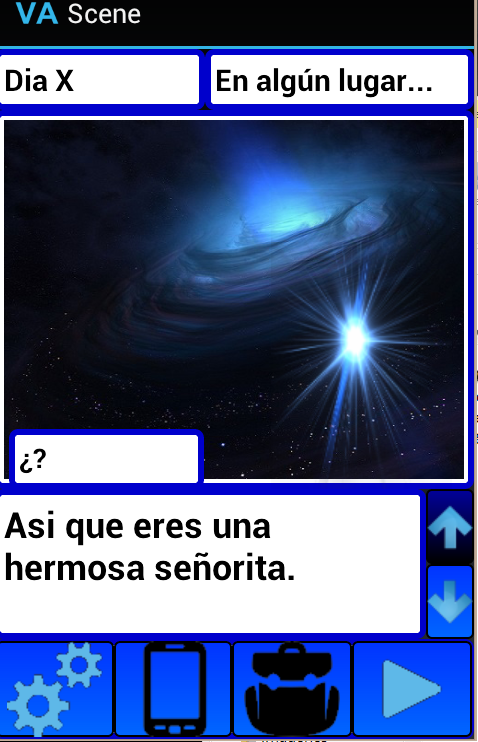 VA Scene
Dia X
En algún lugar...
¿?
Asi que eres una
hermosa señorita.